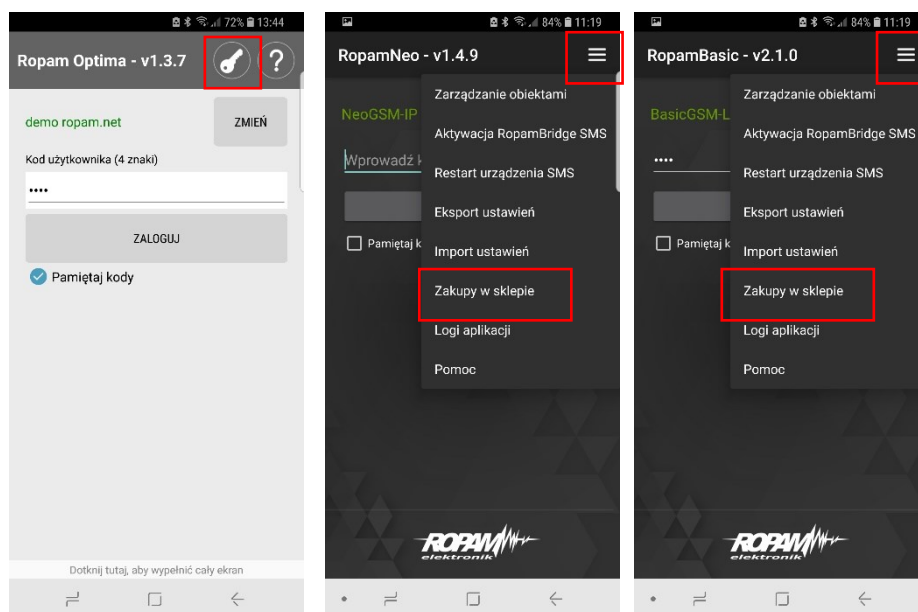 72% 13:44
Ropam Optima - v1.3.7
?
demo ropam.net
ZMIEŃ
Kod użytkownika (4 znaki)
••••
ZALOGUJ
Pamiętaj kody
Dotknij tutaj, aby wypełnić cały ekran
84% 11:19
RopamNeo - v1.4.9
NeoGSM-IP
Wprowadź k
Pamiętaj k
Zarządzanie obiektami
Aktywacja RopamBridge SMS
Restart urządzenia SMS
Eksport ustawień
Import ustawień
Zakupy w sklepie
Logi aplikacji
Pomoc
ROPAM
elektronik
84% 11:19
RopamBasic - v2.1.0
BasicGSM-L
••••
Pamiętaj k
Zarządzanie obiektami
Aktywacja RopamBridge SMS
Restart urządzenia SMS
Eksport ustawień
Import ustawień
Zakupy w sklepie
Logi aplikacji
Pomoc
ROPAM
elektronik